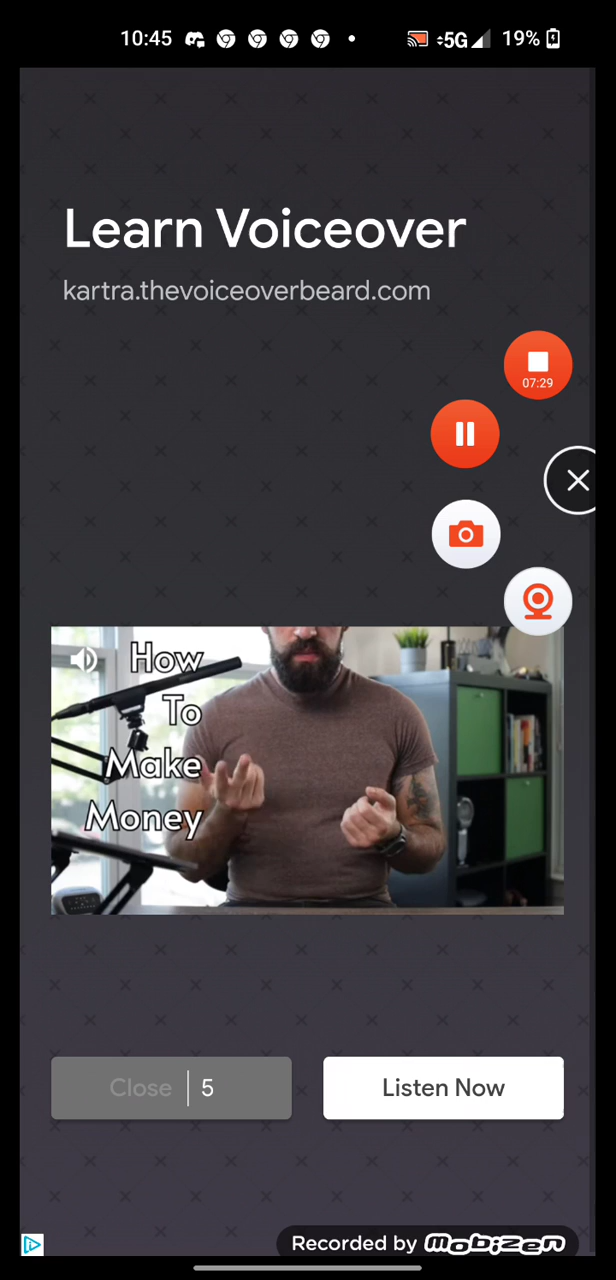 10:45 5G 19%
Learn Voiceover
kartra.thevoiceoverbeard.com
07:29
How
To
Make
Money
Close 5
Listen Now
Recorded by mobizen